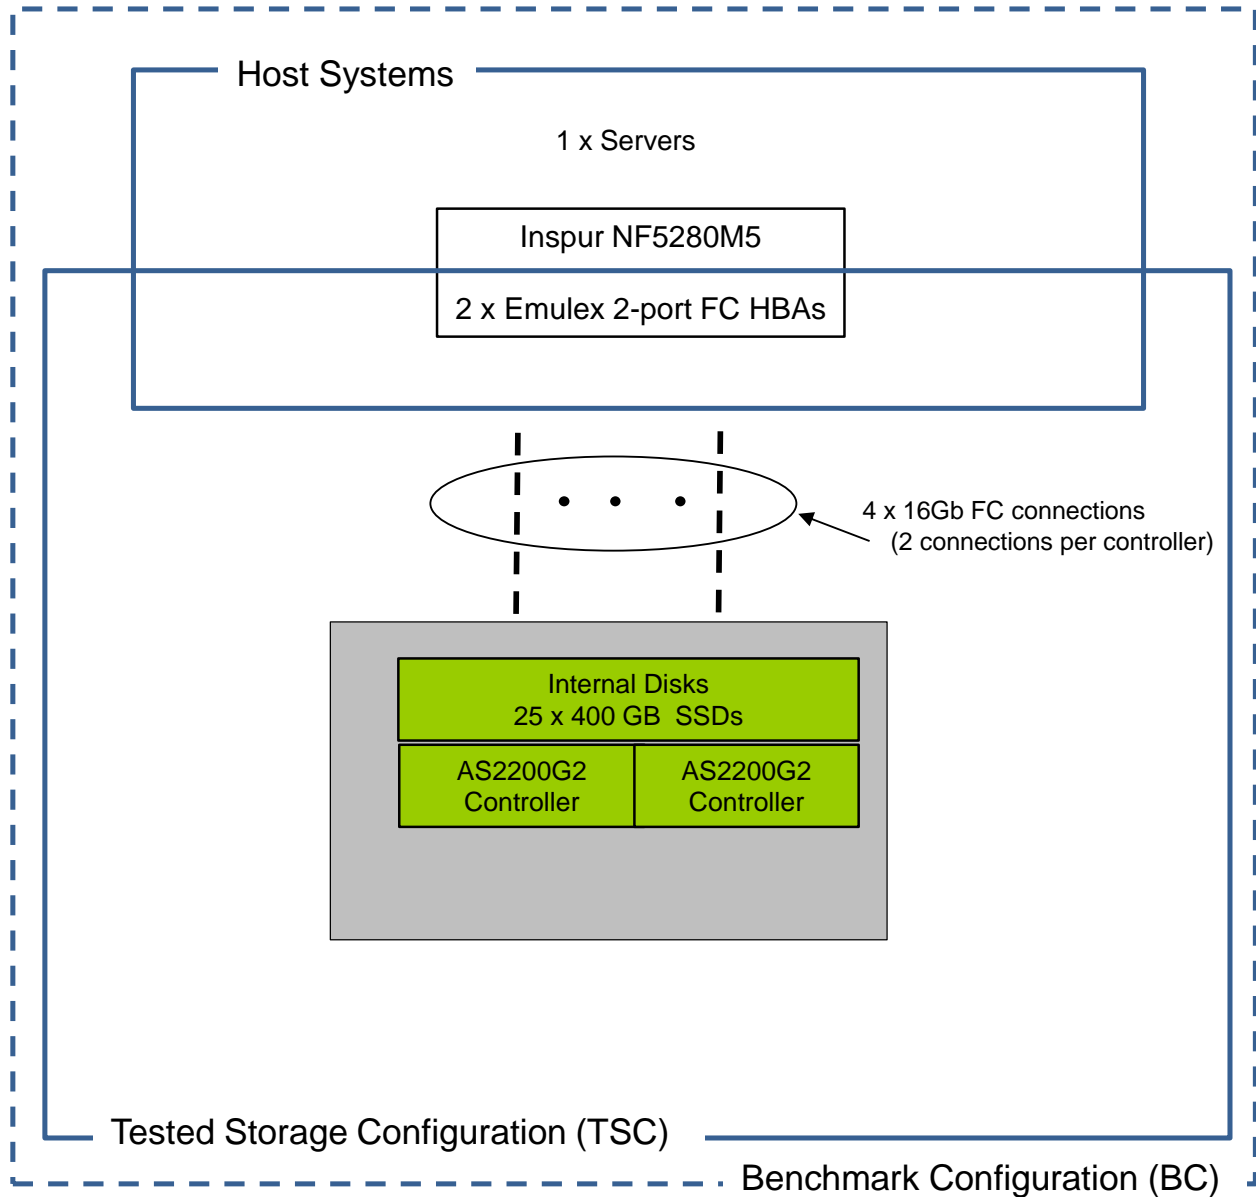 Host Systems
1 x Servers
Inspur NF5280M5
2 x Emulex 2-port FC HBAs
4 x 16Gb FC connections
(2 connections per controller)
Internal Disks
25 x 400 GB  SSDs
AS2200G2
Controller
AS2200G2
Controller
Tested Storage Configuration (TSC)
Benchmark Configuration (BC)